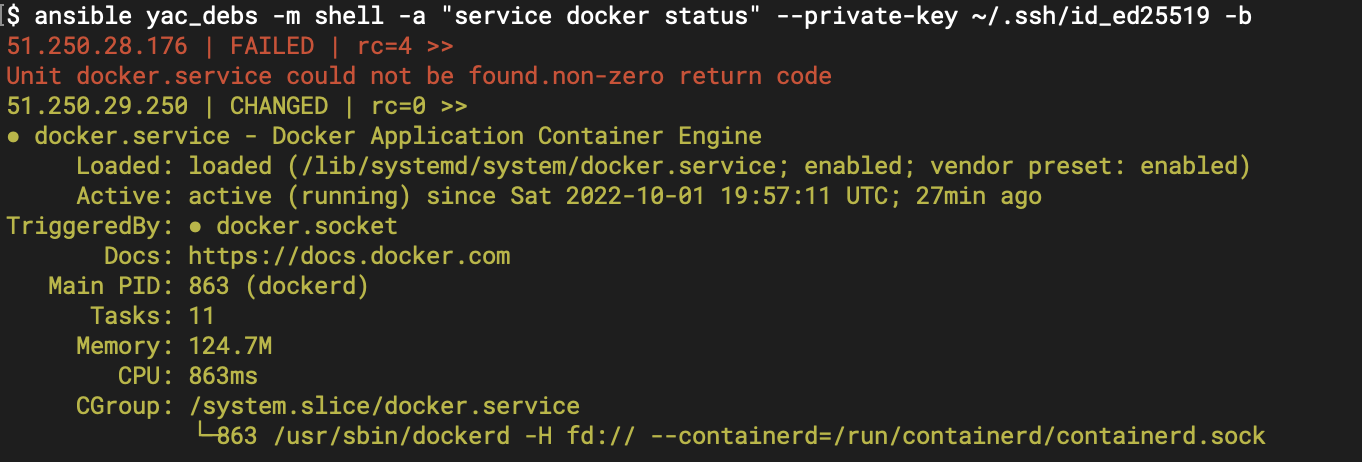 $ ansible yac_debs -m shell -a "service docker status" --private-key ~/.ssh/id_ed25519 -b
51.250.28.176 | FAILED | rc=4 >>
Unit docker.service could not be found.non-zero return code
51.250.29.250 | CHANGED | rc=0 >>
● docker.service - Docker Application Container Engine
     Loaded: loaded (/lib/systemd/system/docker.service; enabled; vendor preset: enabled)
     Active: active (running) since Sat 2022-10-01 19:57:11 UTC; 27min ago
TriggeredBy: ● docker.socket
       Docs: https://docs.docker.com
   Main PID: 863 (dockerd)
      Tasks: 11
     Memory: 124.7M
        CPU: 863ms
     CGroup: /system.slice/docker.service
             └─863 /usr/sbin/dockerd -H fd:// --containerd=/run/containerd/containerd.sock